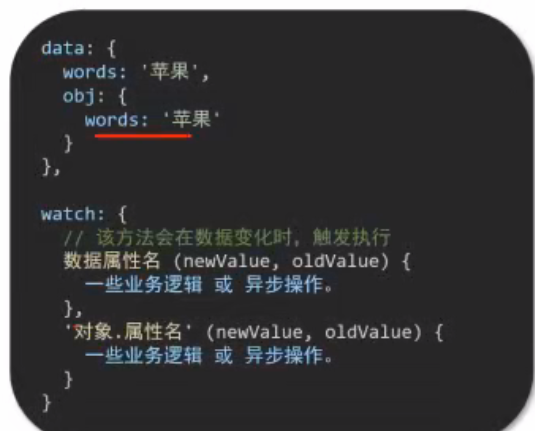 data: {
  words: '苹果',
  obj: {
    words: '苹果'
  }
},

watch: {
  // 该方法会在数据变化时，触发执行
  数据属性名 (newValue, oldValue) {
    一些业务逻辑 或 异步操作。
  },
  '对象.属性名' (newValue, oldValue) {
    一些业务逻辑 或 异步操作。
  }
}